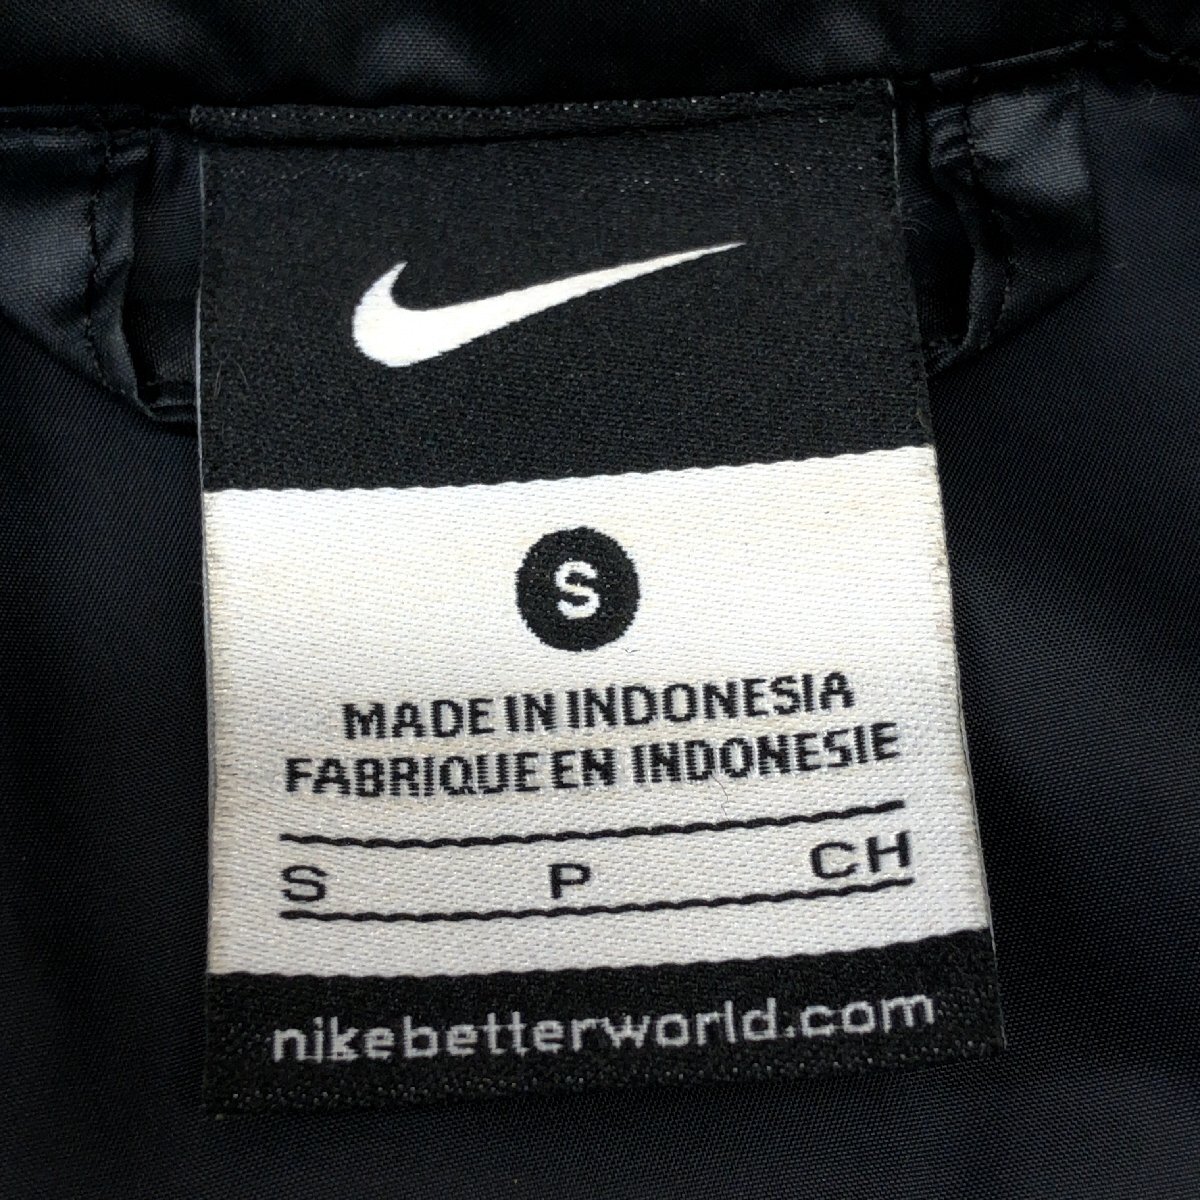 S
MADE IN INDONESIA
FABRIQUE EN INDONESIE
S P CH
nikebetterworld.com